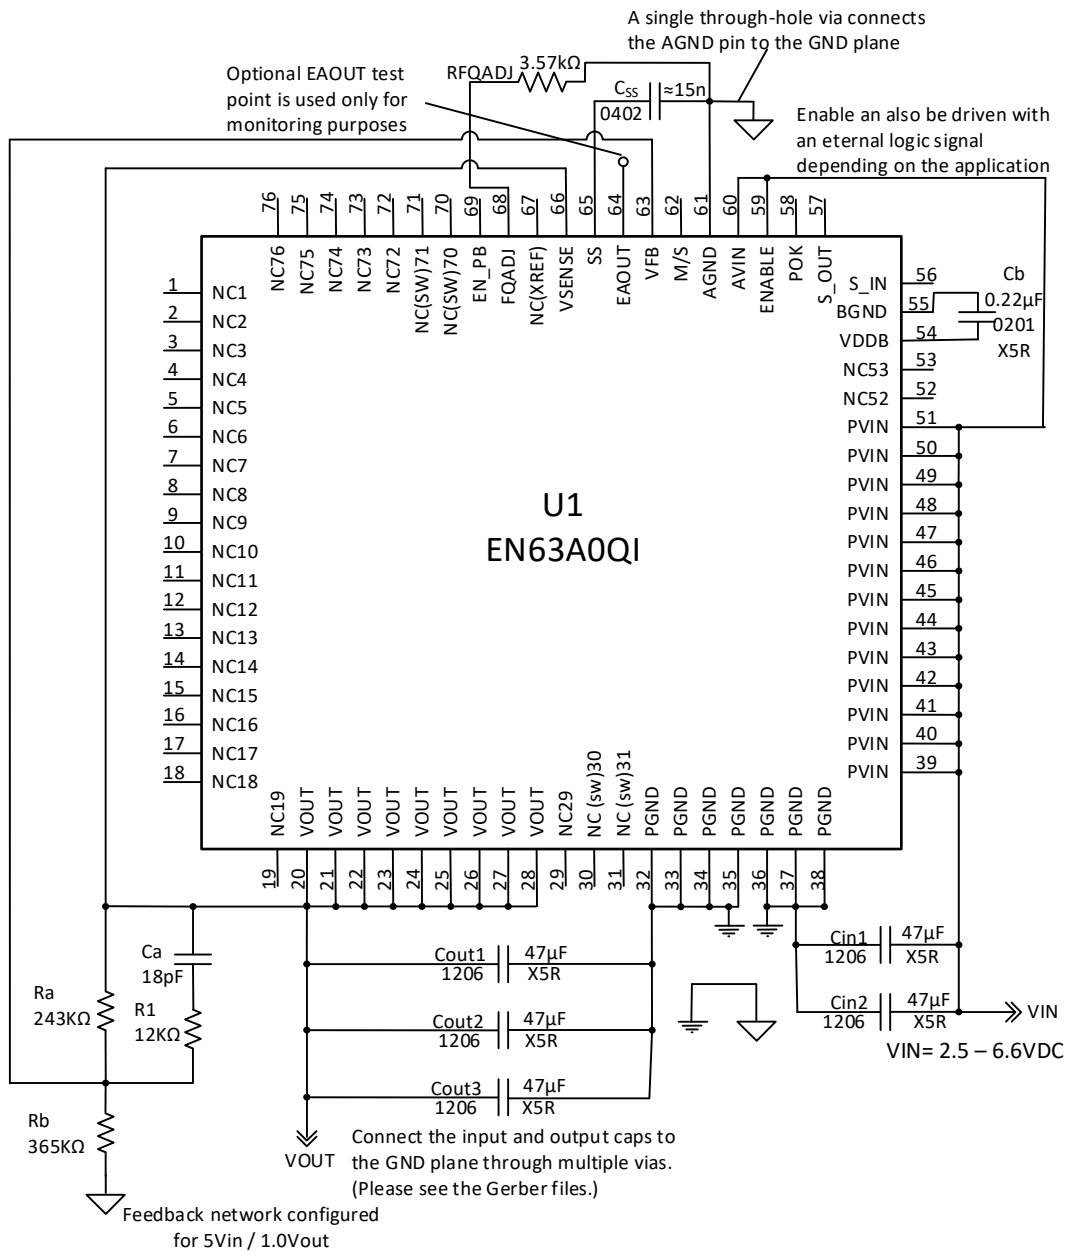 A single through-hole via connects
the AGND pin to the GND plane
Optional EAOUT test
point is used only for
monitoring purposes
RFQADJ
3.57kΩ
CSS
≈15n
0402
Enable an also be driven with
an eternal logic signal
depending on the application
76
75
74
73
72
71
70
69
68
67
66
65
64
63
62
61
60
59
58
57
NC76
NC75
NC74
NC73
NC72
NC(SW)71
NC(SW)70
EN_PB
FQADJ
NC(XREF)
VSENSE
SS
EAOUT
VFB
M/S
AGND
AVIN
ENABLE
POK
S_OUT
1 NC1
2 NC2
3 NC3
4 NC4
5 NC5
6 NC6
7 NC7
8 NC8
9 NC9
10 NC10
11 NC11
12 NC12
13 NC13
14 NC14
15 NC15
16 NC16
17 NC17
18 NC18
U1
EN63A0QI
S_IN 56
BGND 55
VDDB 54
NC53 53
NC52 52
PVIN 51
PVIN 50
PVIN 49
PVIN 48
PVIN 47
PVIN 46
PVIN 45
PVIN 44
PVIN 43
PVIN 42
PVIN 41
PVIN 40
PVIN 39
Cb
0.22µF
0201
X5R
NC19
VOUT
VOUT
VOUT
VOUT
VOUT
VOUT
VOUT
VOUT
VOUT
NC29
NC (sw)30
NC (sw)31
PGND
PGND
PGND
PGND
PGND
PGND
PGND
19
20
21
22
23
24
25
26
27
28
29
30
31
32
33
34
35
36
37
38
Ca
18pF
Ra
243KΩ
R1
12KΩ
Rb
365KΩ
Cout1
1206
47µF
X5R
Cout2
1206
47µF
X5R
Cout3
1206
47µF
X5R
Cin1
1206
47µF
X5R
Cin2
1206
47µF
X5R
VIN
VIN= 2.5 – 6.6VDC
VOUT
Connect the input and output caps to
the GND plane through multiple vias.
(Please see the Gerber files.)
Feedback network configured
for 5Vin / 1.0Vout